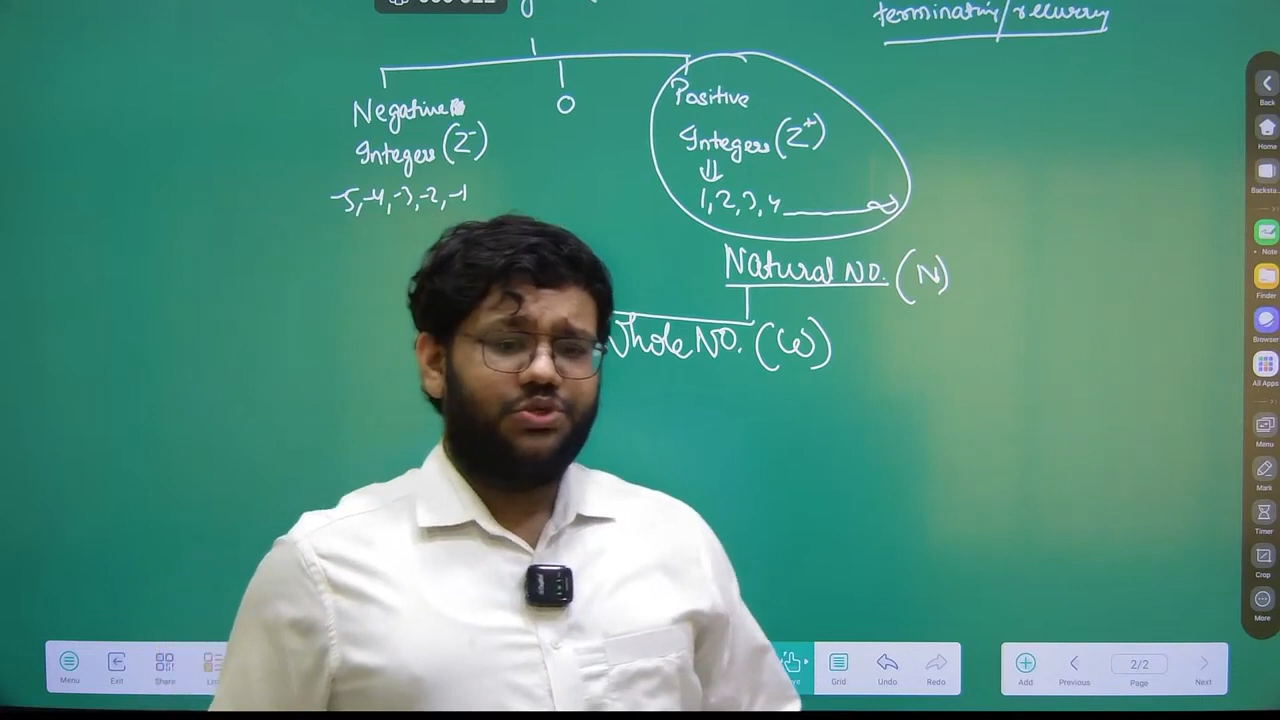 terminating/recurring
Negative
Integers (Z⁻)
-5,-4,-3,-2,-1
0
Positive
Integers (Z⁺)
⇓
1,2,3,4 ∞
Natural NO. (N)
Whole NO. (W)
Back
Home
Backsta..
Note
Finder
Browser
All Apps
Menu
Mark
Timer
Crop
More
Menu
Exit
Share
Grid
Undo
Redo
Add
Previous
2/2
Page
Next